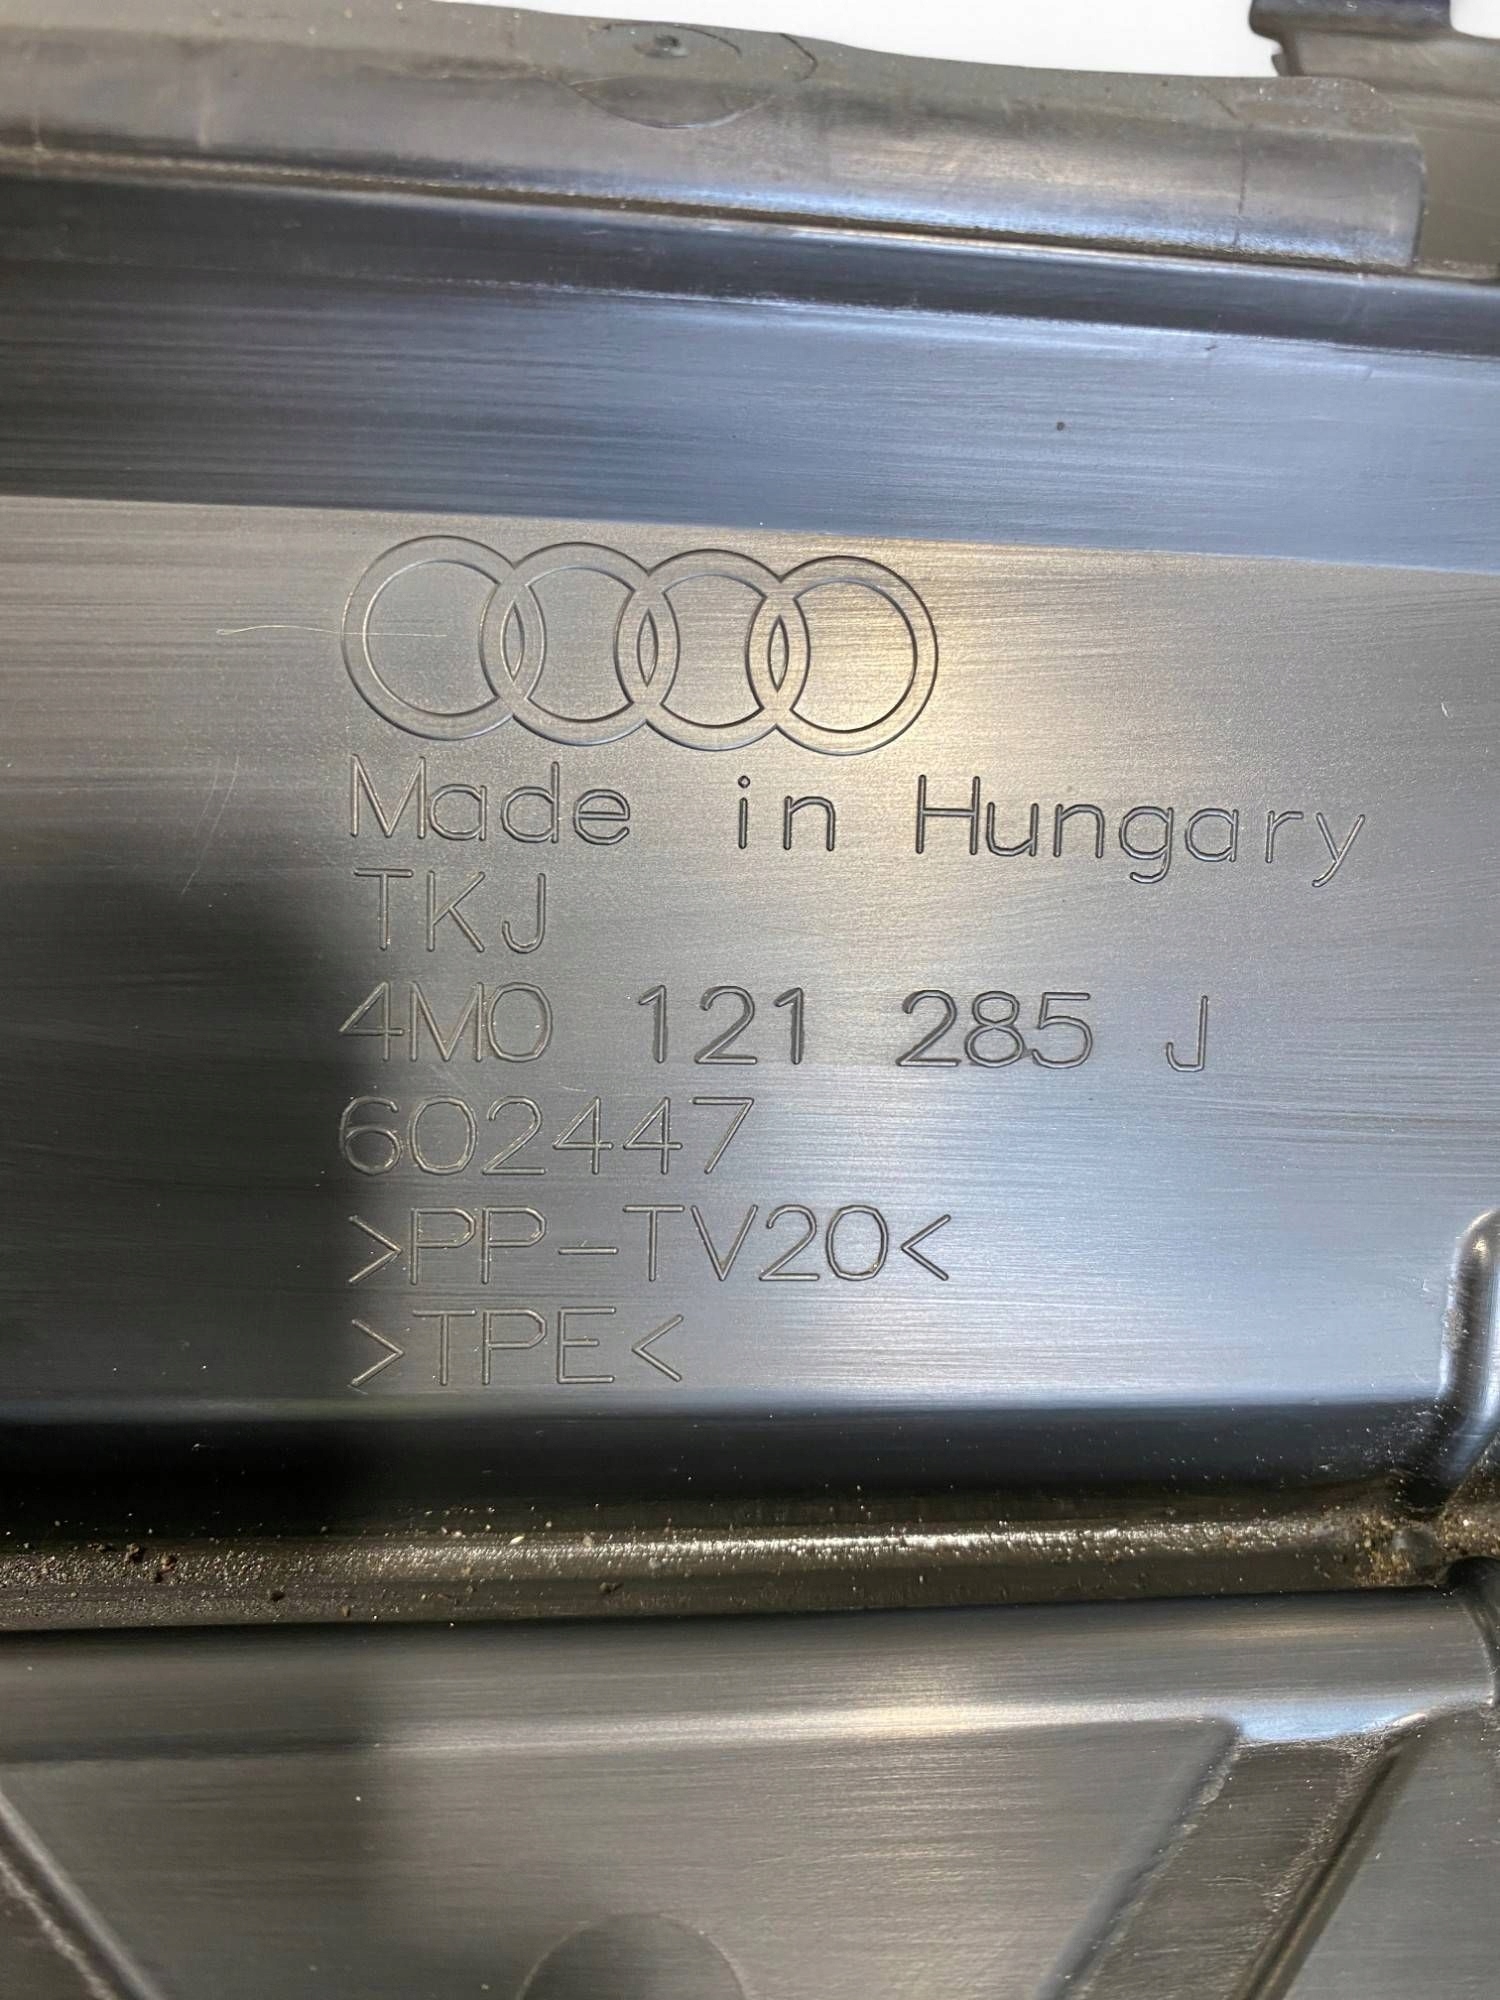 Made in Hungary
TKJ
4M0 121 285 J
602447
>PP-TV20<
>TPE<